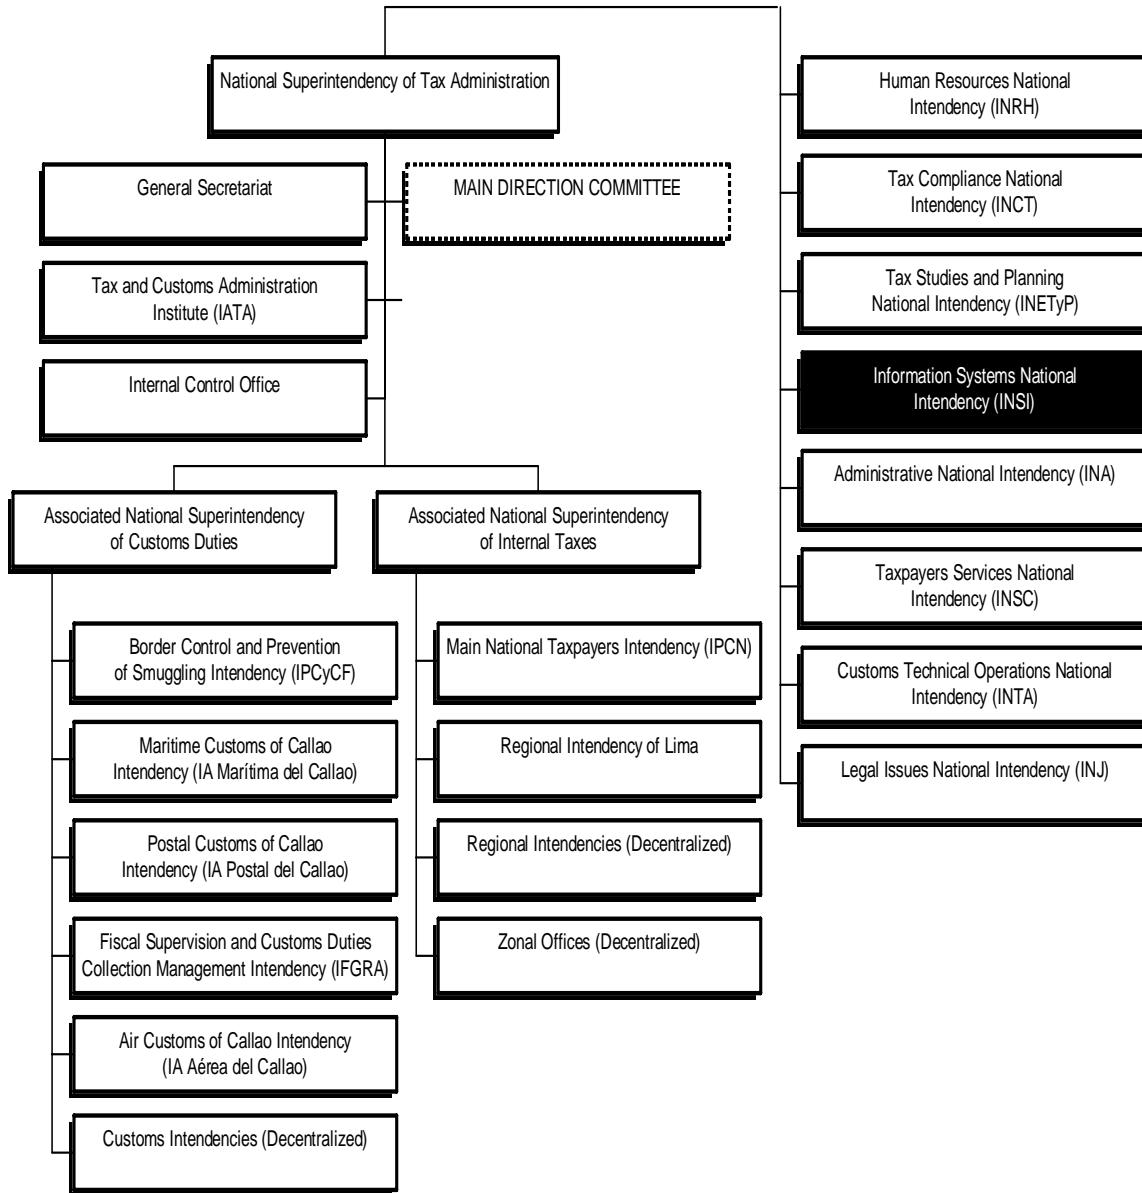 National Superintendency of Tax Administration
General Secretariat
MAIN DIRECTION COMMITTEE
Tax and Customs Administration
Institute (IATA)
Internal Control Office
Associated National Superintendency
of Customs Duties
Associated National Superintendency
of Internal Taxes
Border Control and Prevention
of Smuggling Intendency (IPCyCF)
Maritime Customs of Callao
Intendency (IA Marítima del Callao)
Postal Customs of Callao
Intendency (IA Postal del Callao)
Fiscal Supervision and Customs Duties
Collection Management Intendency (IFGRA)
Air Customs of Callao Intendency
(IA Aérea del Callao)
Customs Intendencies (Decentralized)
Main National Taxpayers Intendency (IPCN)
Regional Intendency of Lima
Regional Intendencies (Decentralized)
Zonal Offices (Decentralized)
Human Resources National
Intendency (INRH)
Tax Compliance National
Intendency (INCT)
Tax Studies and Planning
National Intendency (INETyP)
Information Systems National
Intendency (INSI)
Administrative National Intendency (INA)
Taxpayers Services National
Intendency (INSC)
Customs Technical Operations National
Intendency (INTA)
Legal Issues National Intendency (INJ)